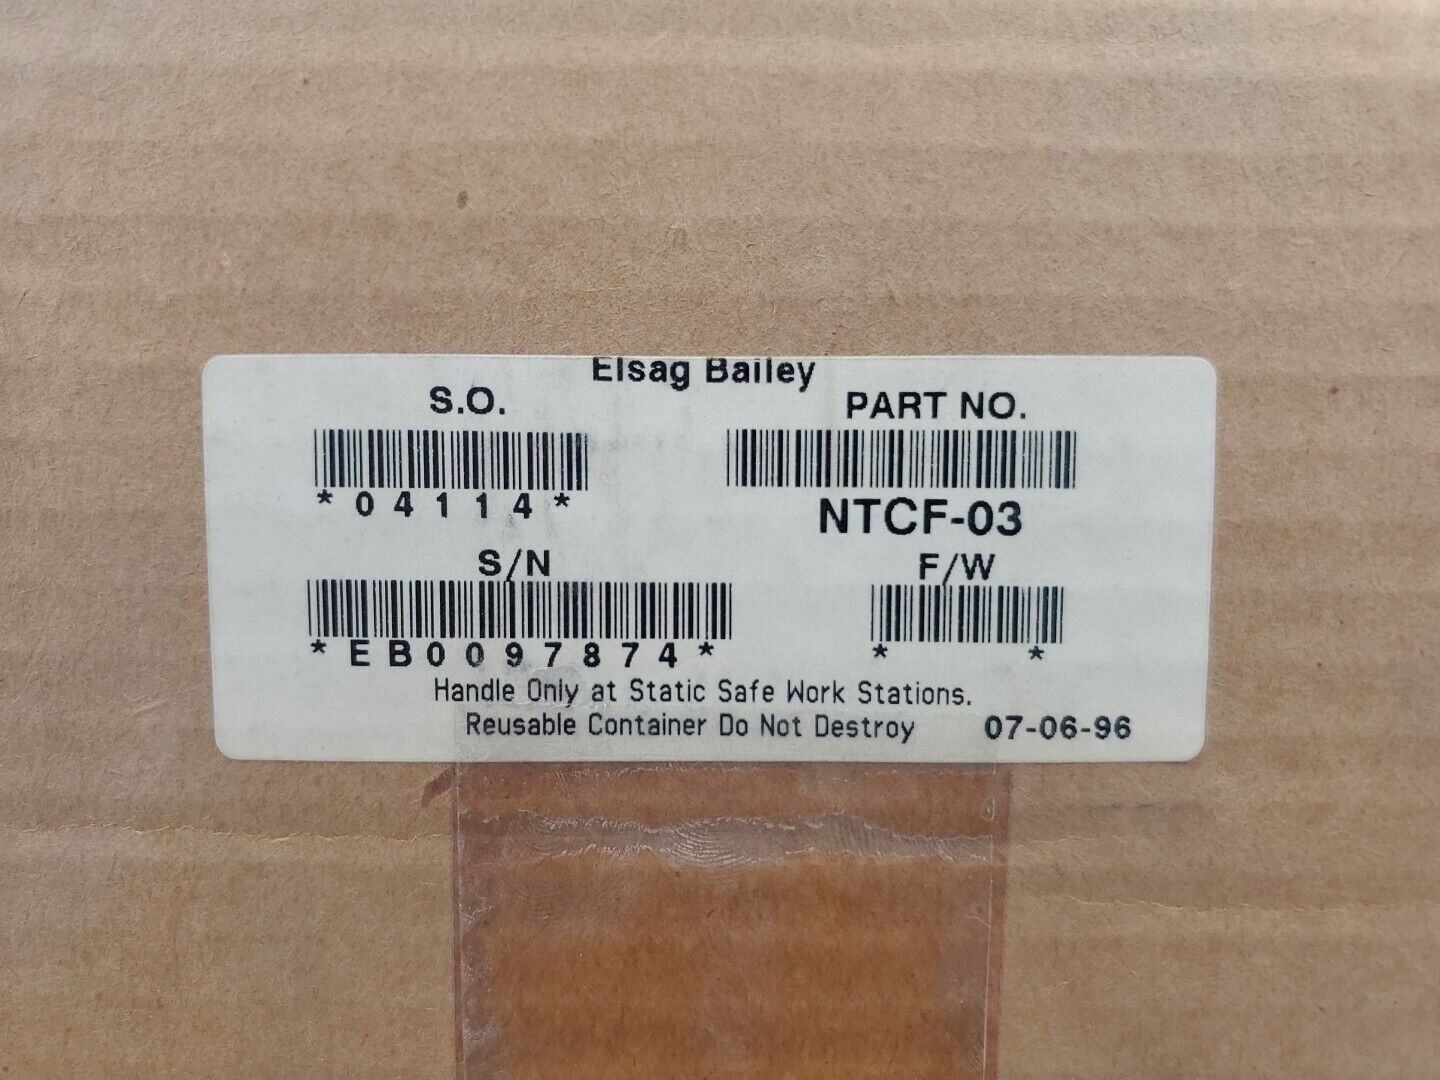 Elsag Bailey
S.O.
PART NO.
*04114*
NTCF-03
S/N
F/W
*EB0097874*
* *
Handle Only at Static Safe Work Stations.
Reusable Container Do Not Destroy 07-06-96